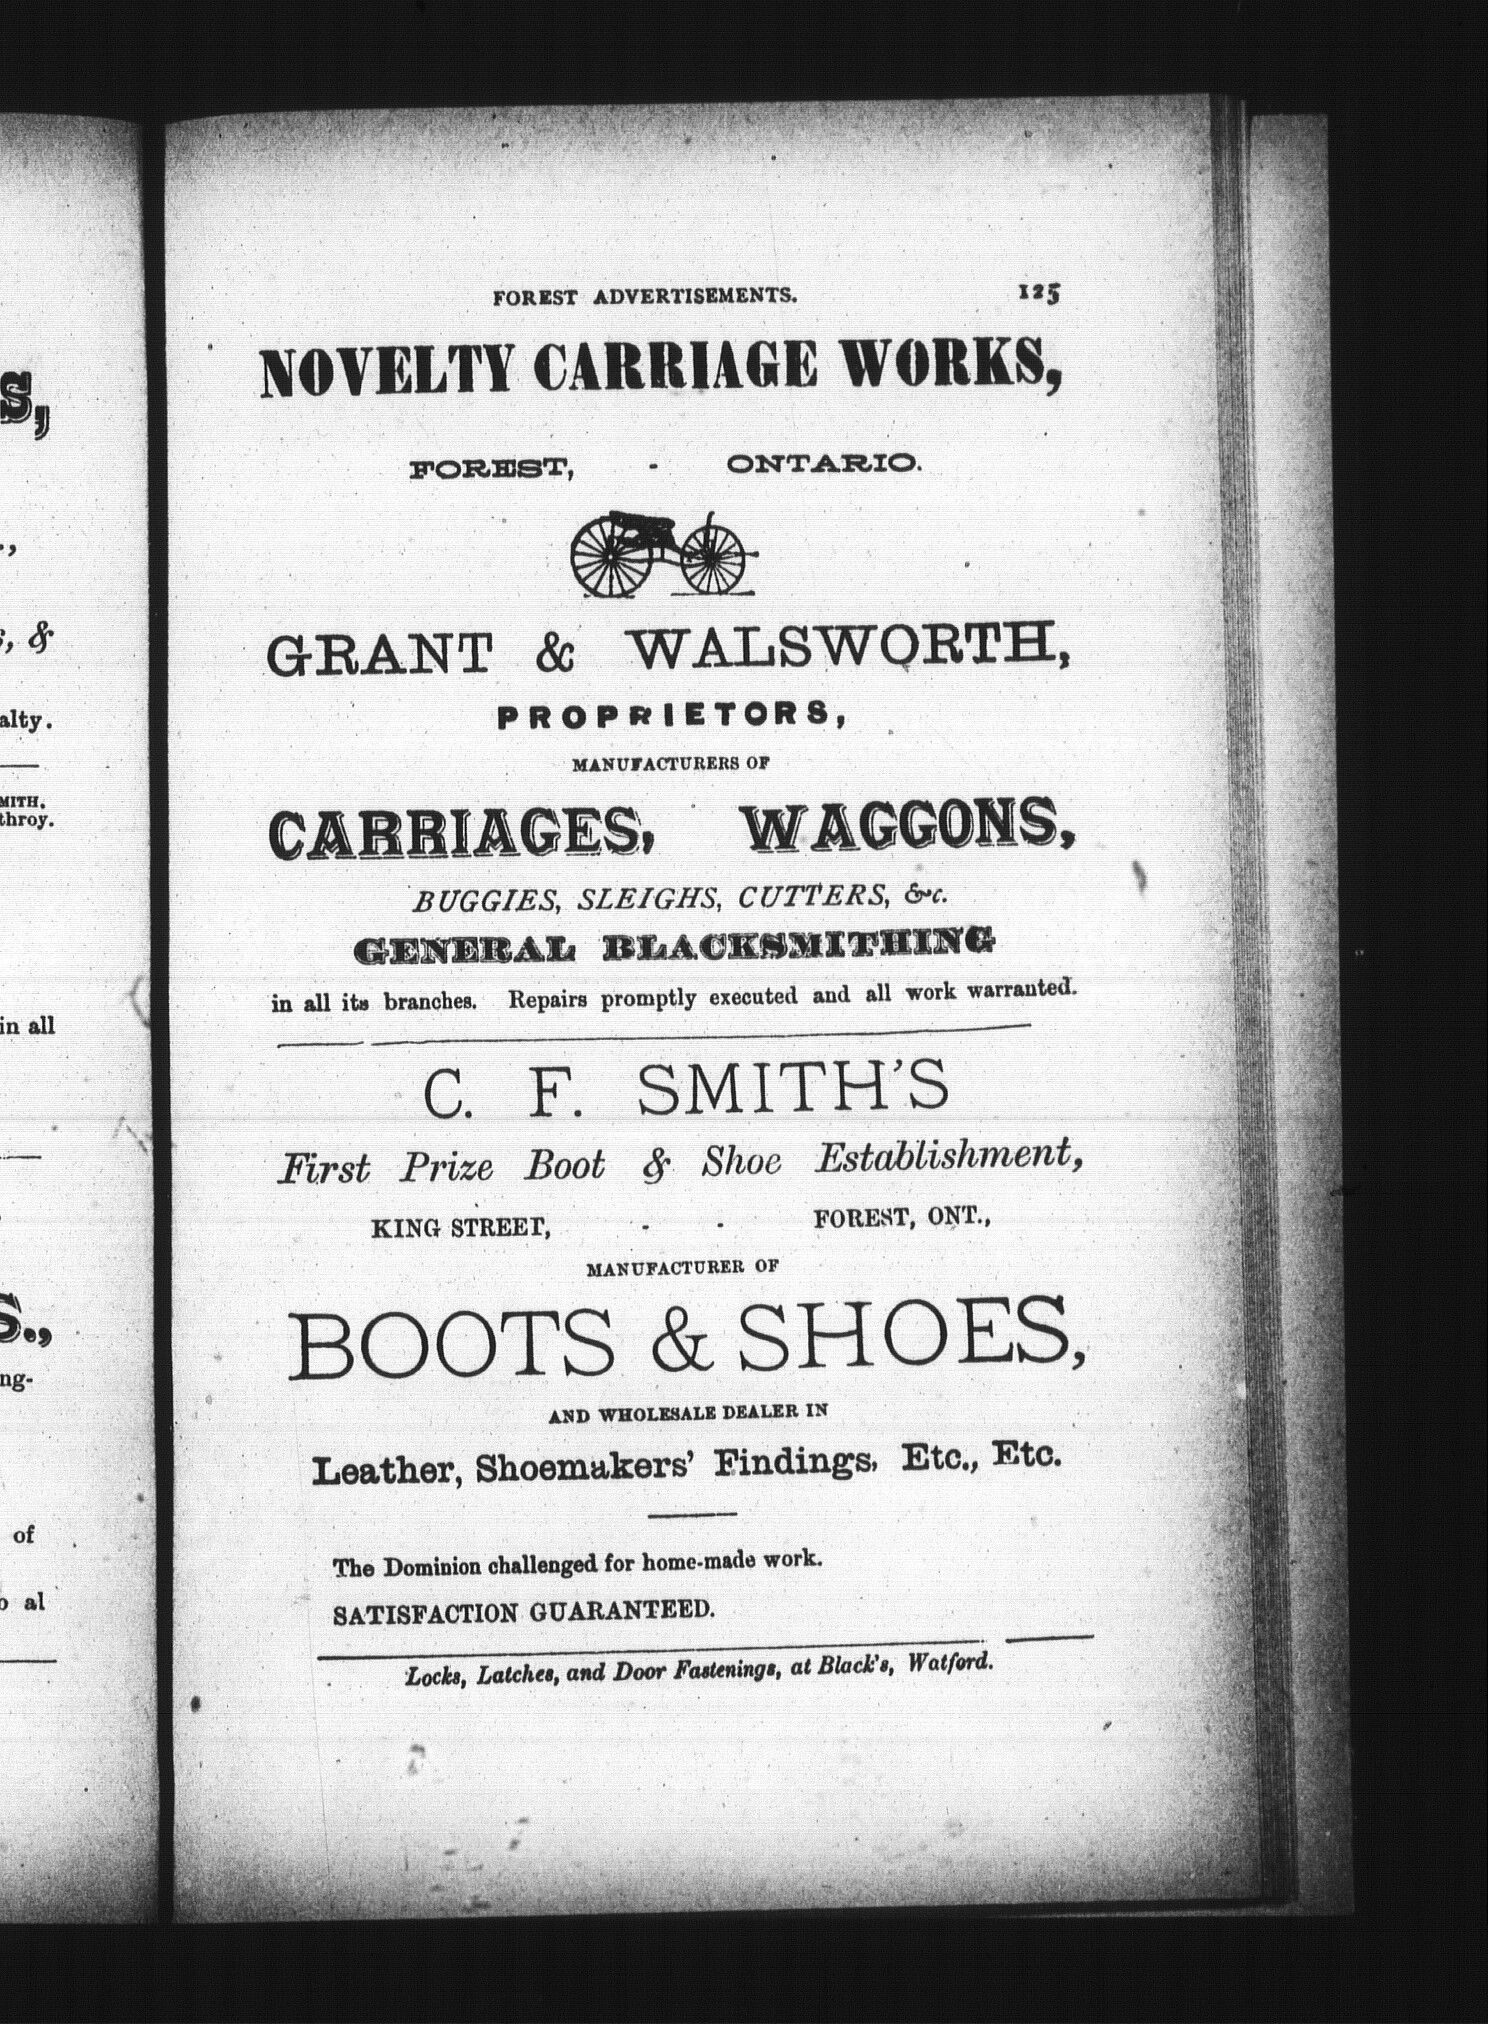 FOREST ADVERTISEMENTS. 125
NOVELTY CARRIAGE WORKS,
FOREST, - ONTARIO.
GRANT & WALSWORTH,
PROPRIETORS,
MANUFACTURERS OF
CARRIAGES, WAGGONS,
BUGGIES, SLEIGHS, CUTTERS, &c.
GENERAL BLACKSMITHING
in all its branches. Repairs promptly executed and all work warranted.
C. F. SMITH'S
First Prize Boot & Shoe Establishment,
KING STREET, - - FOREST, ONT.,
MANUFACTURER OF
BOOTS & SHOES,
AND WHOLESALE DEALER IN
Leather, Shoemakers' Findings, Etc., Etc.
The Dominion challenged for home-made work.
SATISFACTION GUARANTEED.
Locks, Latches, and Door Fastenings, at Black's, Watford.